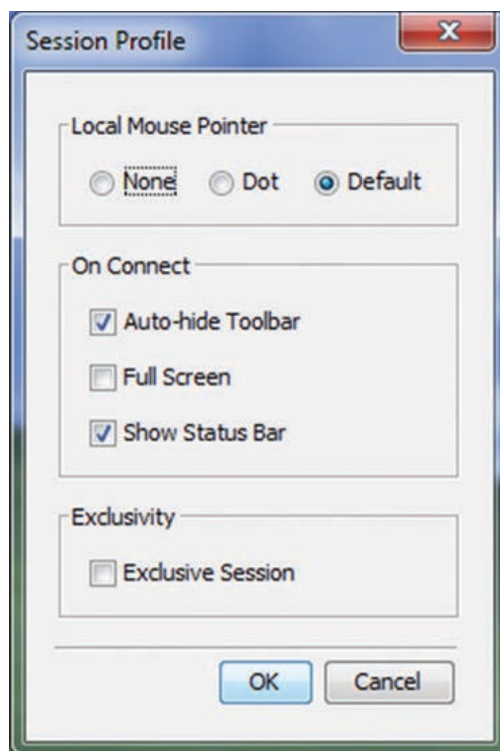 Session Profile
Local Mouse Pointer
None Dot Default
On Connect
Auto-hide Toolbar
Full Screen
Show Status Bar
Exclusivity
Exclusive Session
OK Cancel